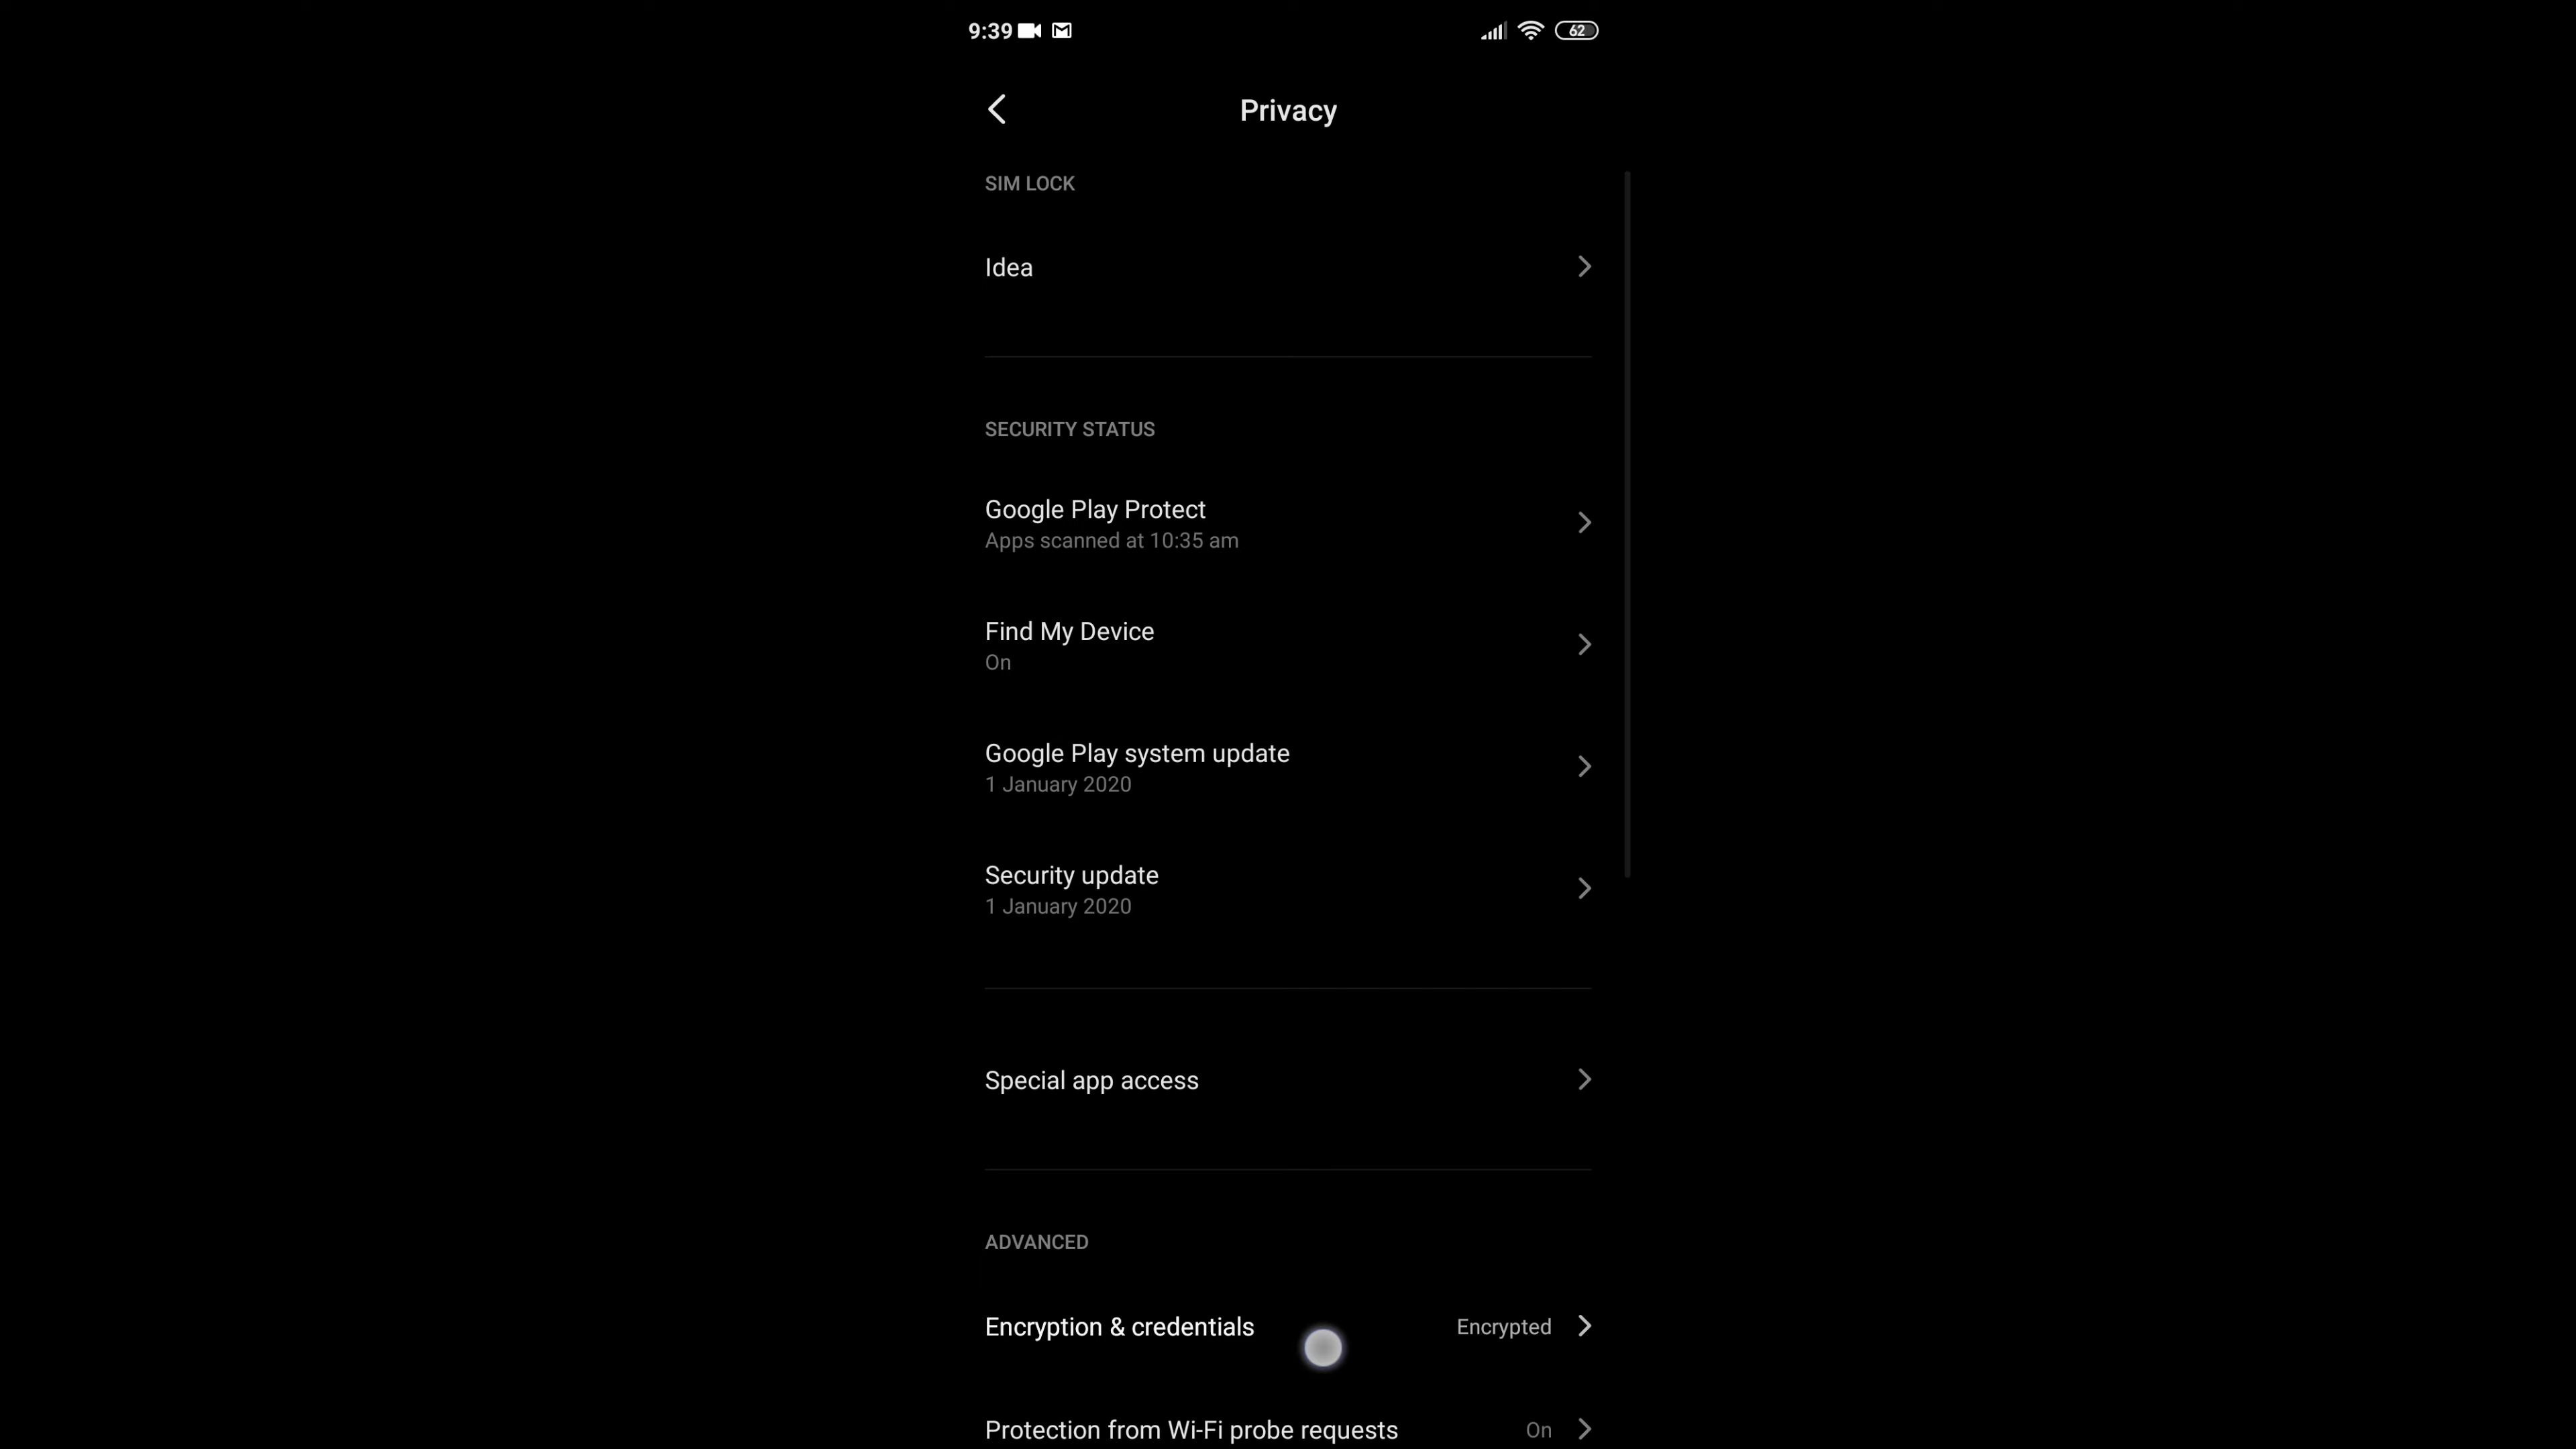 9:39
62
Privacy
SIM LOCK
Idea
SECURITY STATUS
Google Play Protect
Apps scanned at 10:35 am
Find My Device
On
Google Play system update
1 January 2020
Security update
1 January 2020
Special app access
ADVANCED
Encryption & credentials Encrypted
Protection from Wi-Fi probe requests On